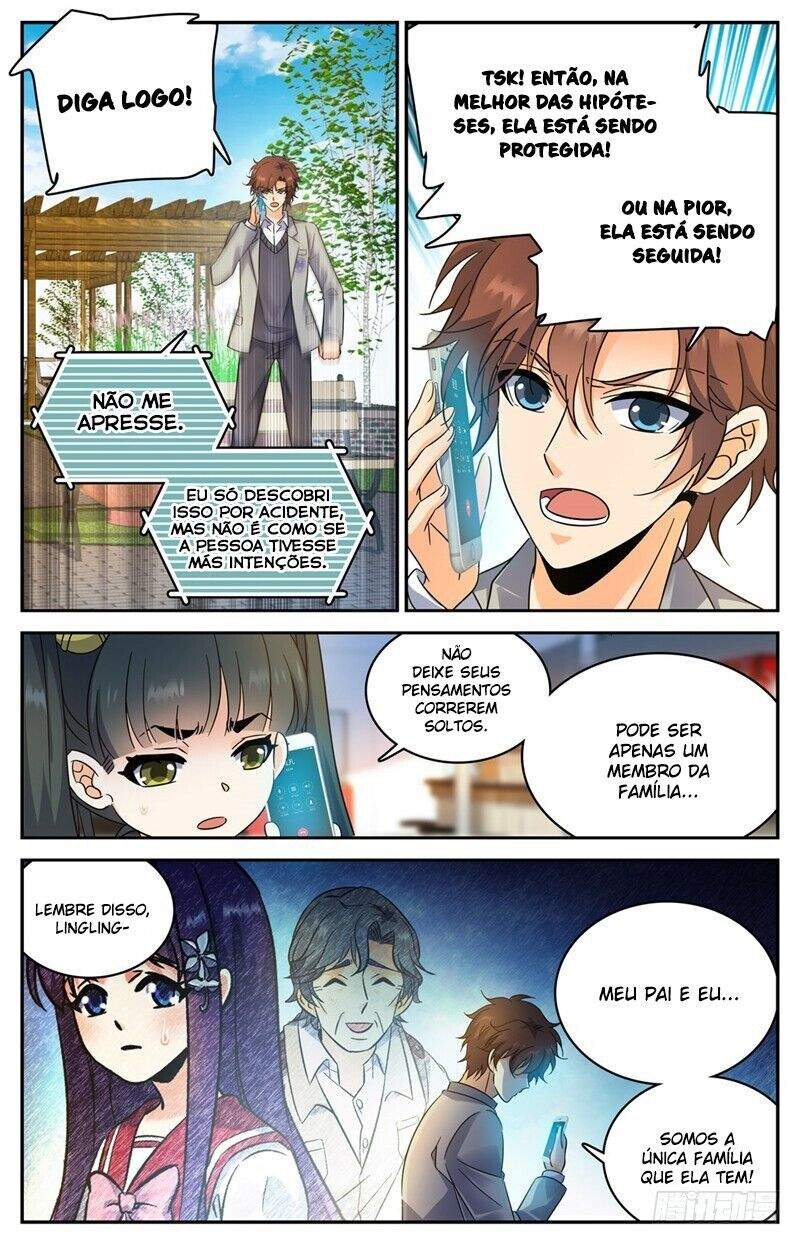 DIGA LOGO!
NÃO ME
APRESSE.
EU SÓ DESCOBRI
ISSO POR ACIDENTE,
MAS NÃO É COMO SE
A PESSOA TIVESSE
MÁS INTENÇÕES.
TSK! ENTÃO, NA
MELHOR DAS HIPÓTE-
SES, ELA ESTÁ SENDO
PROTEGIDA!
OU NA PIOR,
ELA ESTÁ SENDO
SEGUIDA!
NÃO
DEIXE SEUS
PENSAMENTOS
CORREREM
SOLTOS.
PODE SER
APENAS UM
MEMBRO DA
FAMÍLIA...
LEMBRE DISSO,
LINGLING-
MEU PAI E EU...
SOMOS A
ÚNICA FAMÍLIA
QUE ELA TEM!